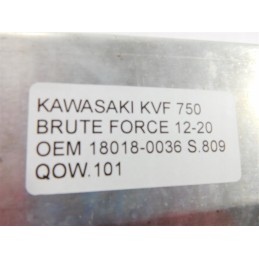 KAWASAKI KVF 750
BRUTE FORCE 12-20
OEM 18018-0036 S.809
QOW.101